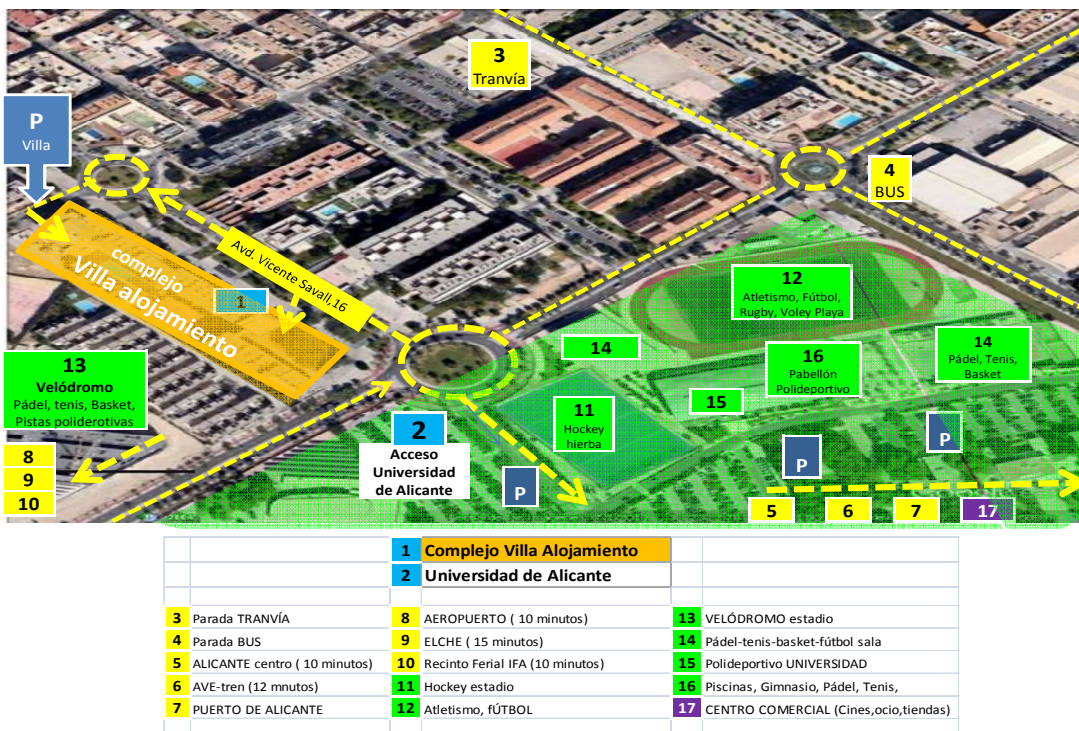 3
Tranvía
P
Villa
4
BUS
Avd. Vicente Savall,16
complejo
Villa alojamiento
1
12
Atletismo, Fútbol,
Rugby, Voley Playa
14
14
Pádel, Tenis,
Basket
16
Pabellón
Polideportivo
13
Velódromo
Pádel, tenis, Basket,
Pistas poliderotivas
15
11
Hockey
hierba
2
Acceso
Universidad
de Alicante
P
P
P
8
9
10
5
6
7
17
1 Complejo Villa Alojamiento
2 Universidad de Alicante
3 Parada TRANVÍA
4 Parada BUS
5 ALICANTE centro ( 10 minutos)
6 AVE-tren (12 mnutos)
7 PUERTO DE ALICANTE
8 AEROPUERTO ( 10 minutos)
9 ELCHE ( 15 minutos)
10 Recinto Ferial IFA (10 minutos)
11 Hockey estadio
12 Atletismo, fÚTBOL
13 VELÓDROMO estadio
14 Pádel-tenis-basket-fútbol sala
15 Polideportivo UNIVERSIDAD
16 Piscinas, Gimnasio, Pádel, Tenis,
17 CENTRO COMERCIAL (Cines,ocio,tiendas)